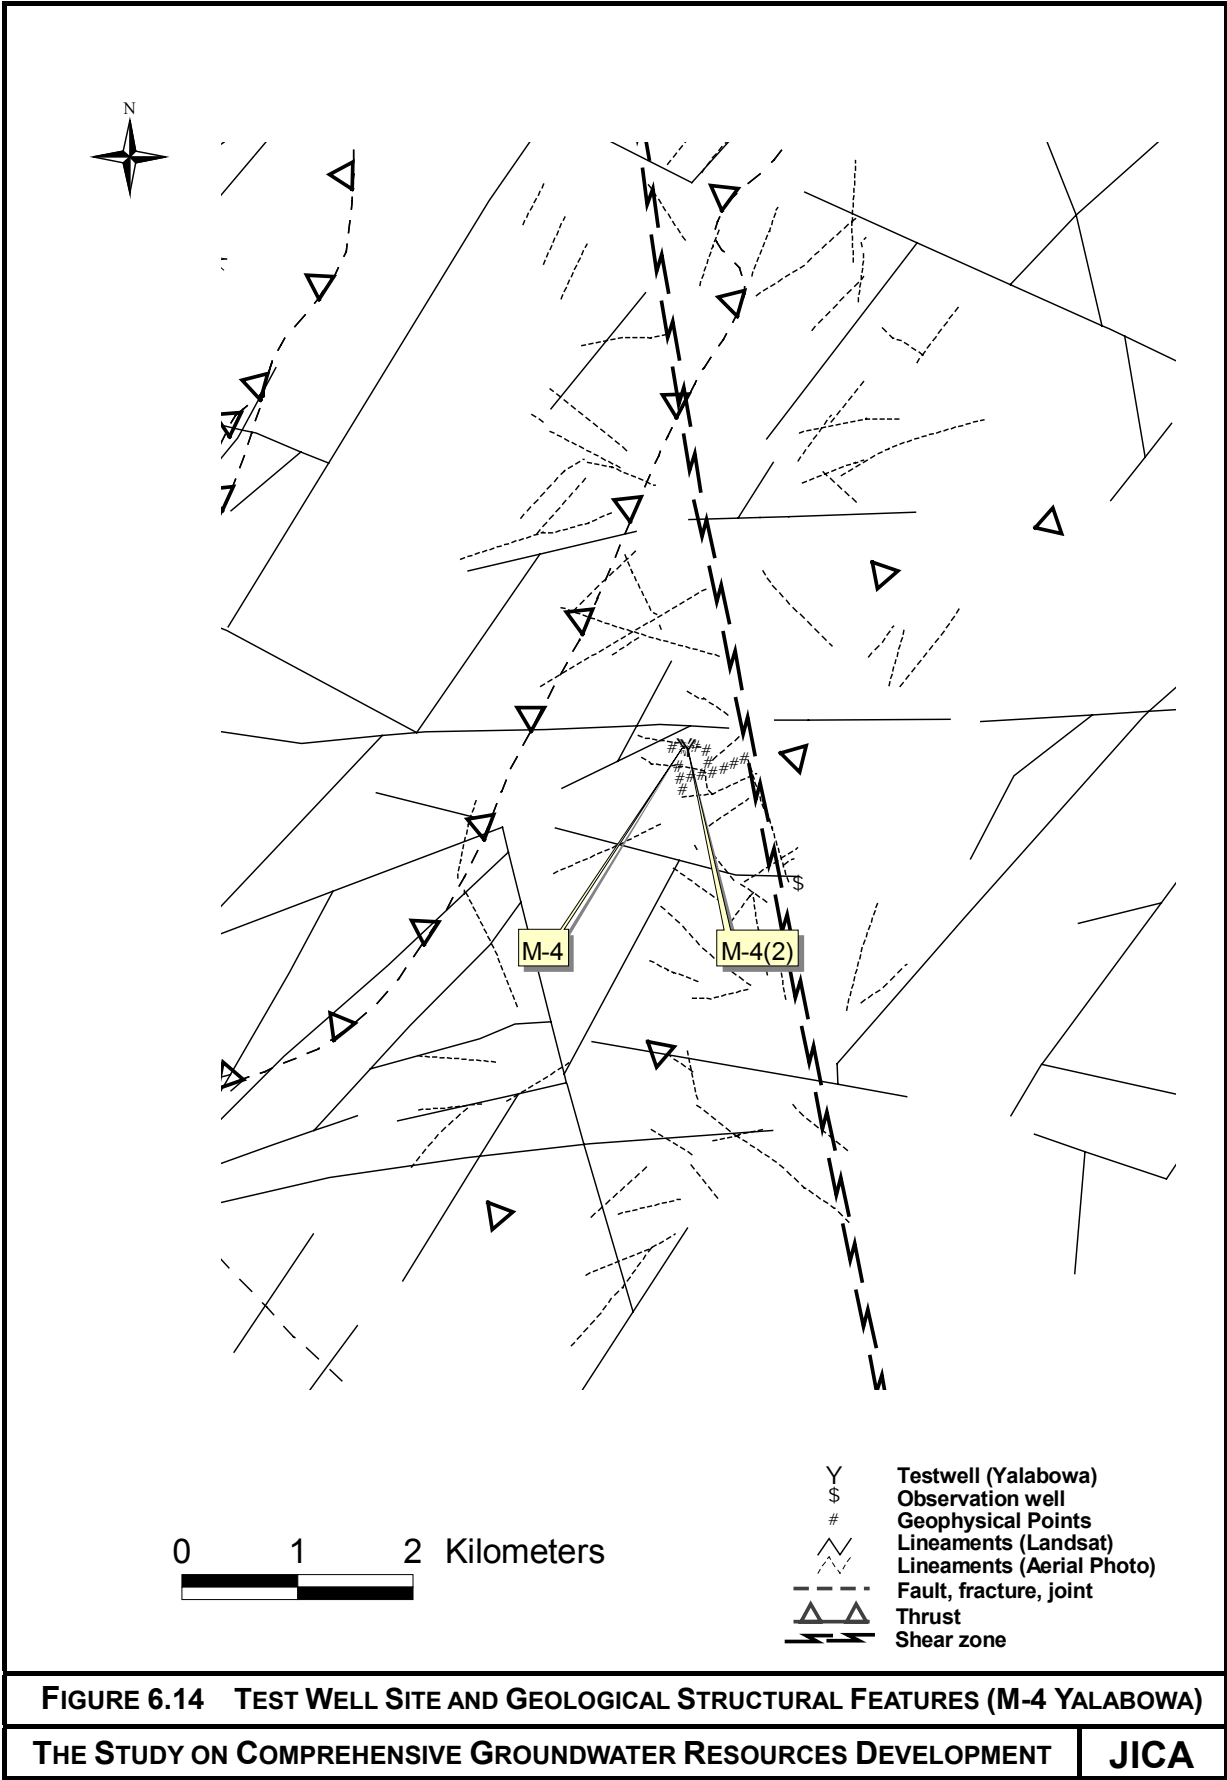 N
M-4
M-4(2)
$
0 1 2 Kilometers
Y Testwell (Yalabowa)
$ Observation well
# Geophysical Points
Lineaments (Landsat)
Lineaments (Aerial Photo)
Fault, fracture, joint
Thrust
Shear zone
FIGURE 6.14 TEST WELL SITE AND GEOLOGICAL STRUCTURAL FEATURES (M-4 YALABOWA)
THE STUDY ON COMPREHENSIVE GROUNDWATER RESOURCES DEVELOPMENT JICA